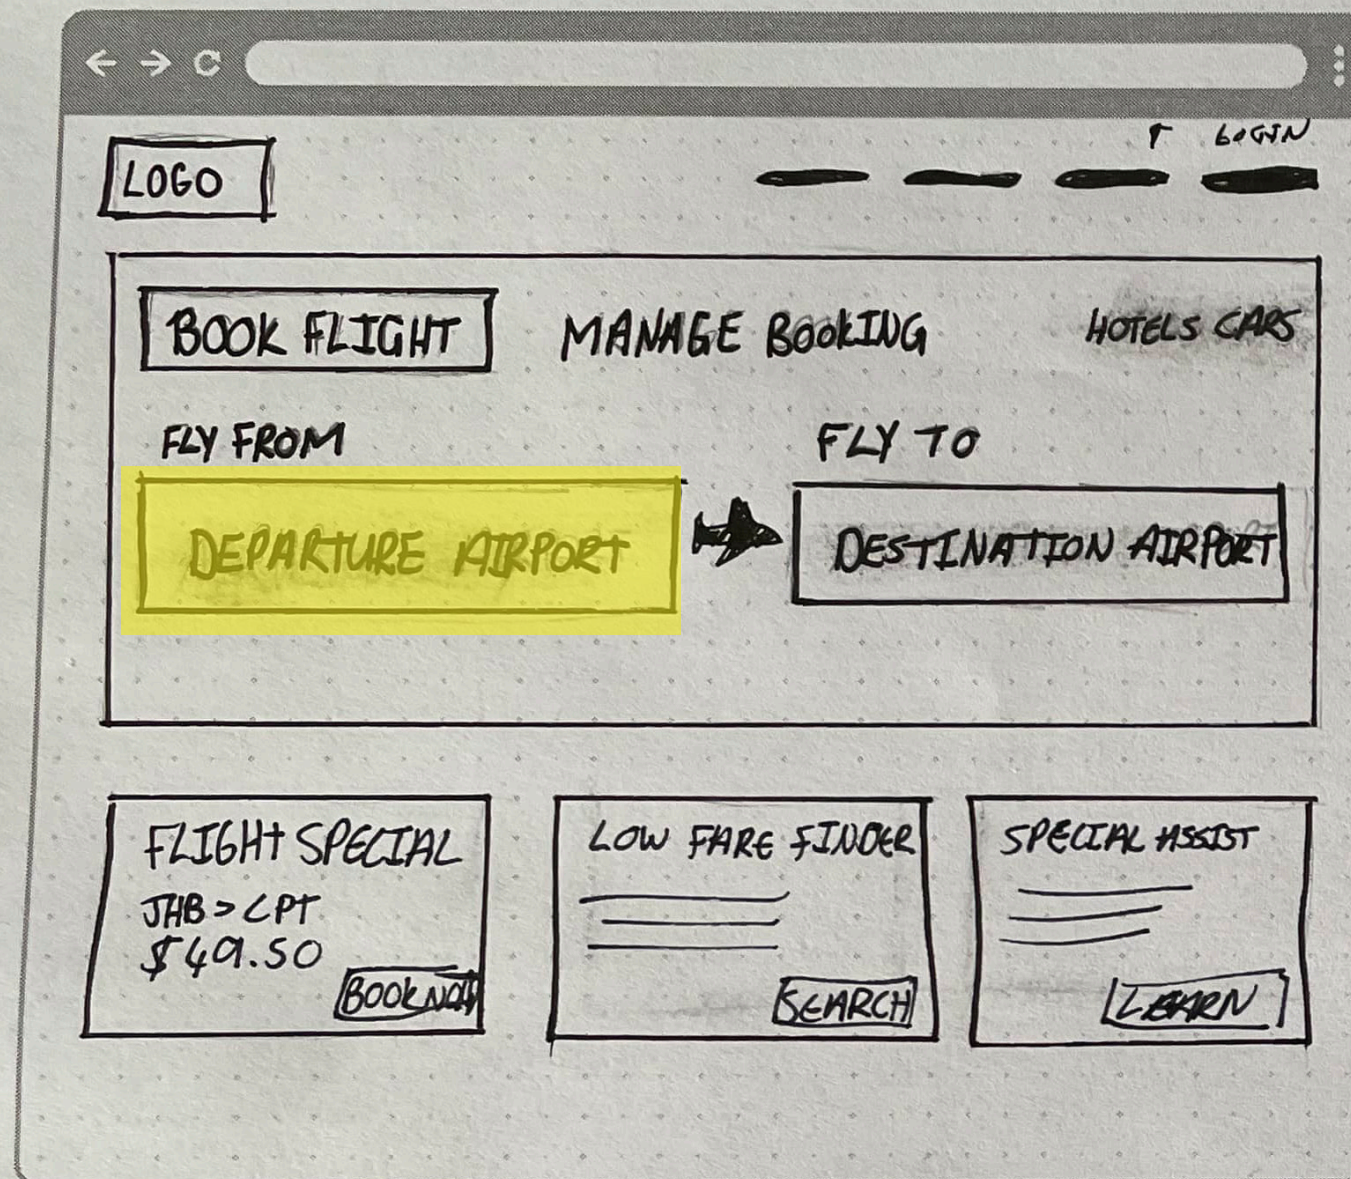 LOGIN
LOGO
BOOK FLIGHT MANAGE BOOKING HOTELS CARS
FLY FROM FLY TO
DEPARTURE AIRPORT DESTINATION AIRPORT
FLIGHT SPECIAL
JHB > CPT
$49.50
BOOK NOW
LOW FARE FINDER
SEARCH
SPECIAL ASSIST
LEARN